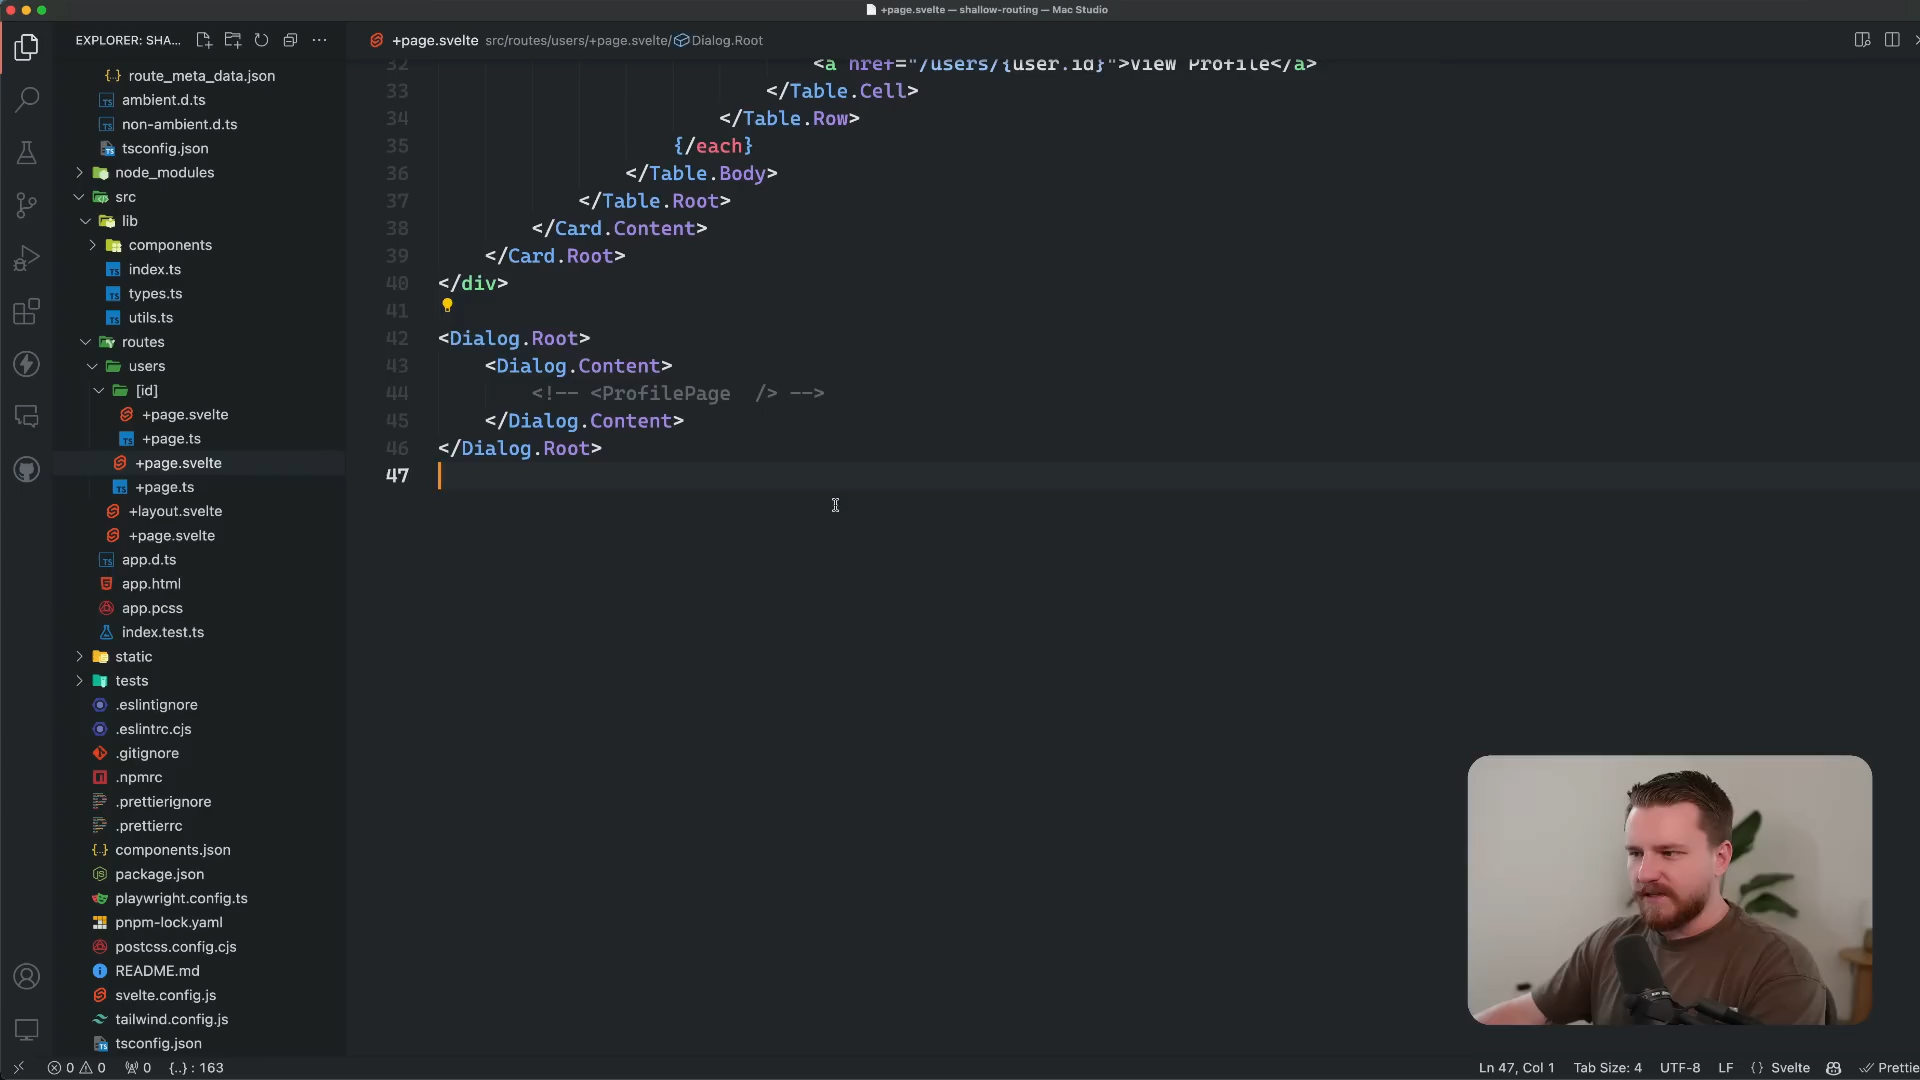 +page.svelte — shallow-routing — Mac Studio
EXPLORER: SHA...
+page.svelte src/routes/users/+page.svelte/ Dialog.Root
route_meta_data.json
ambient.d.ts
non-ambient.d.ts
tsconfig.json
node_modules
src
lib
components
index.ts
types.ts
utils.ts
routes
users
[id]
+page.svelte
+page.ts
+page.svelte
+page.ts
+layout.svelte
+page.svelte
app.d.ts
app.html
app.pcss
index.test.ts
static
tests
.eslintignore
.eslintrc.cjs
.gitignore
.npmrc
.prettierignore
.prettierrc
components.json
package.json
playwright.config.ts
pnpm-lock.yaml
postcss.config.cjs
README.md
svelte.config.js
tailwind.config.js
tsconfig.json
32 <a href="/users/{user.id}">View Profile</a>
33 </Table.Cell>
34 </Table.Row>
35 {/each}
36 </Table.Body>
37 </Table.Root>
38 </Card.Content>
39 </Card.Root>
40 </div>
41
42 <Dialog.Root>
43 <Dialog.Content>
44 <!-- <ProfilePage /> -->
45 </Dialog.Content>
46 </Dialog.Root>
47
0 0 0 {..} : 163
Ln 47, Col 1 Tab Size: 4 UTF-8 LF {} Svelte Prettie